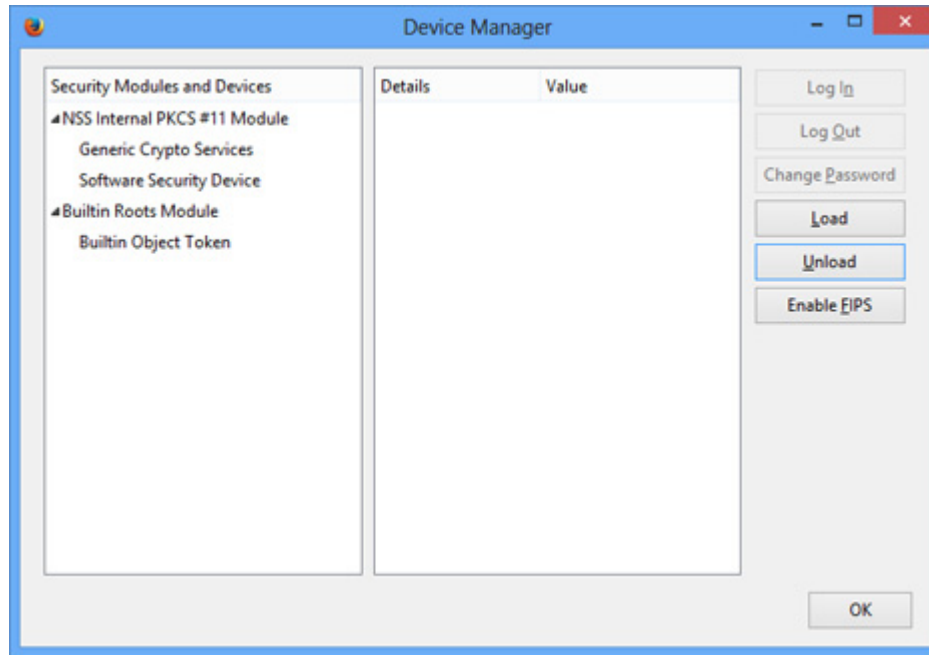 Device Manager
Security Modules and Devices
NSS Internal PKCS #11 Module
Generic Crypto Services
Software Security Device
Builtin Roots Module
Builtin Object Token
Details Value
Log In
Log Out
Change Password
Load
Unload
Enable FIPS
OK